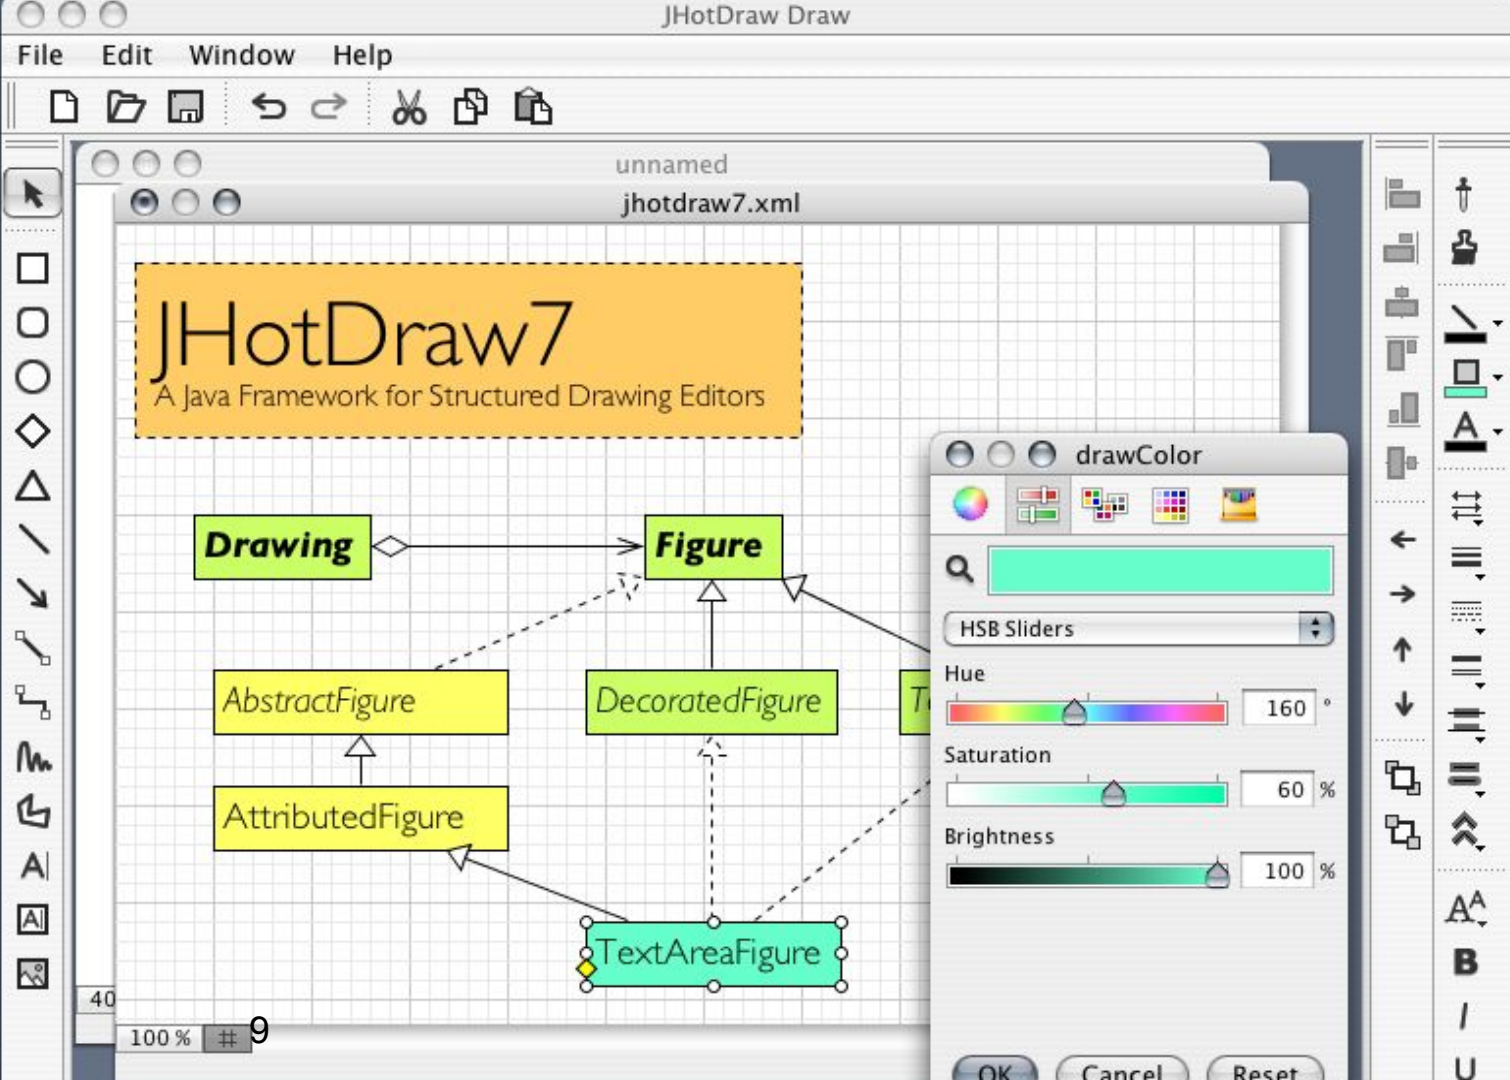 JHotDraw Draw
File Edit Window Help
unnamed
jhotdraw7.xml
JHotDraw7
A Java Framework for Structured Drawing Editors
drawColor
Drawing
Figure
HSB Sliders
Hue
AbstractFigure
DecoratedFigure
160 °
Saturation
60 %
AttributedFigure
Brightness
100 %
TextAreaFigure
A
A
A
AA
B
I
U
40
100 %
9
OK Cancel Reset